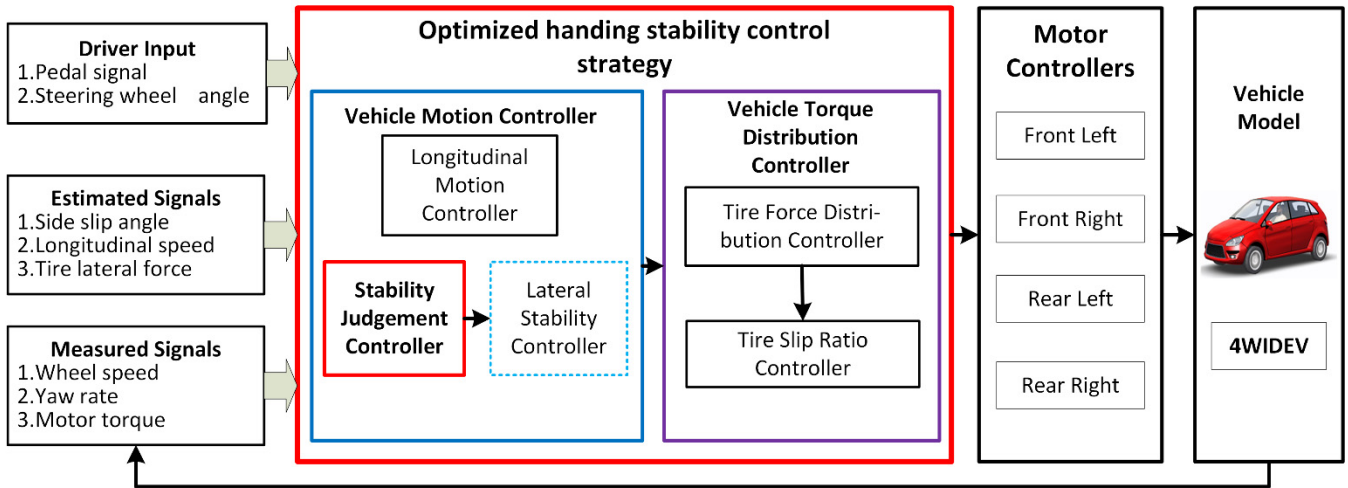 Driver Input
1.Pedal signal
2.Steering wheel angle
Estimated Signals
1.Side slip angle
2.Longitudinal speed
3.Tire lateral force
Measured Signals
1.Wheel speed
2.Yaw rate
3.Motor torque
Optimized handing stability control
strategy
Vehicle Motion Controller
Longitudinal
Motion
Controller
Stability
Judgement
Controller
Lateral
Stability
Controller
Vehicle Torque
Distribution
Controller
Tire Force Distri-
bution Controller
Tire Slip Ratio
Controller
Motor
Controllers
Front Left
Front Right
Rear Left
Rear Right
Vehicle
Model
4WIDEV